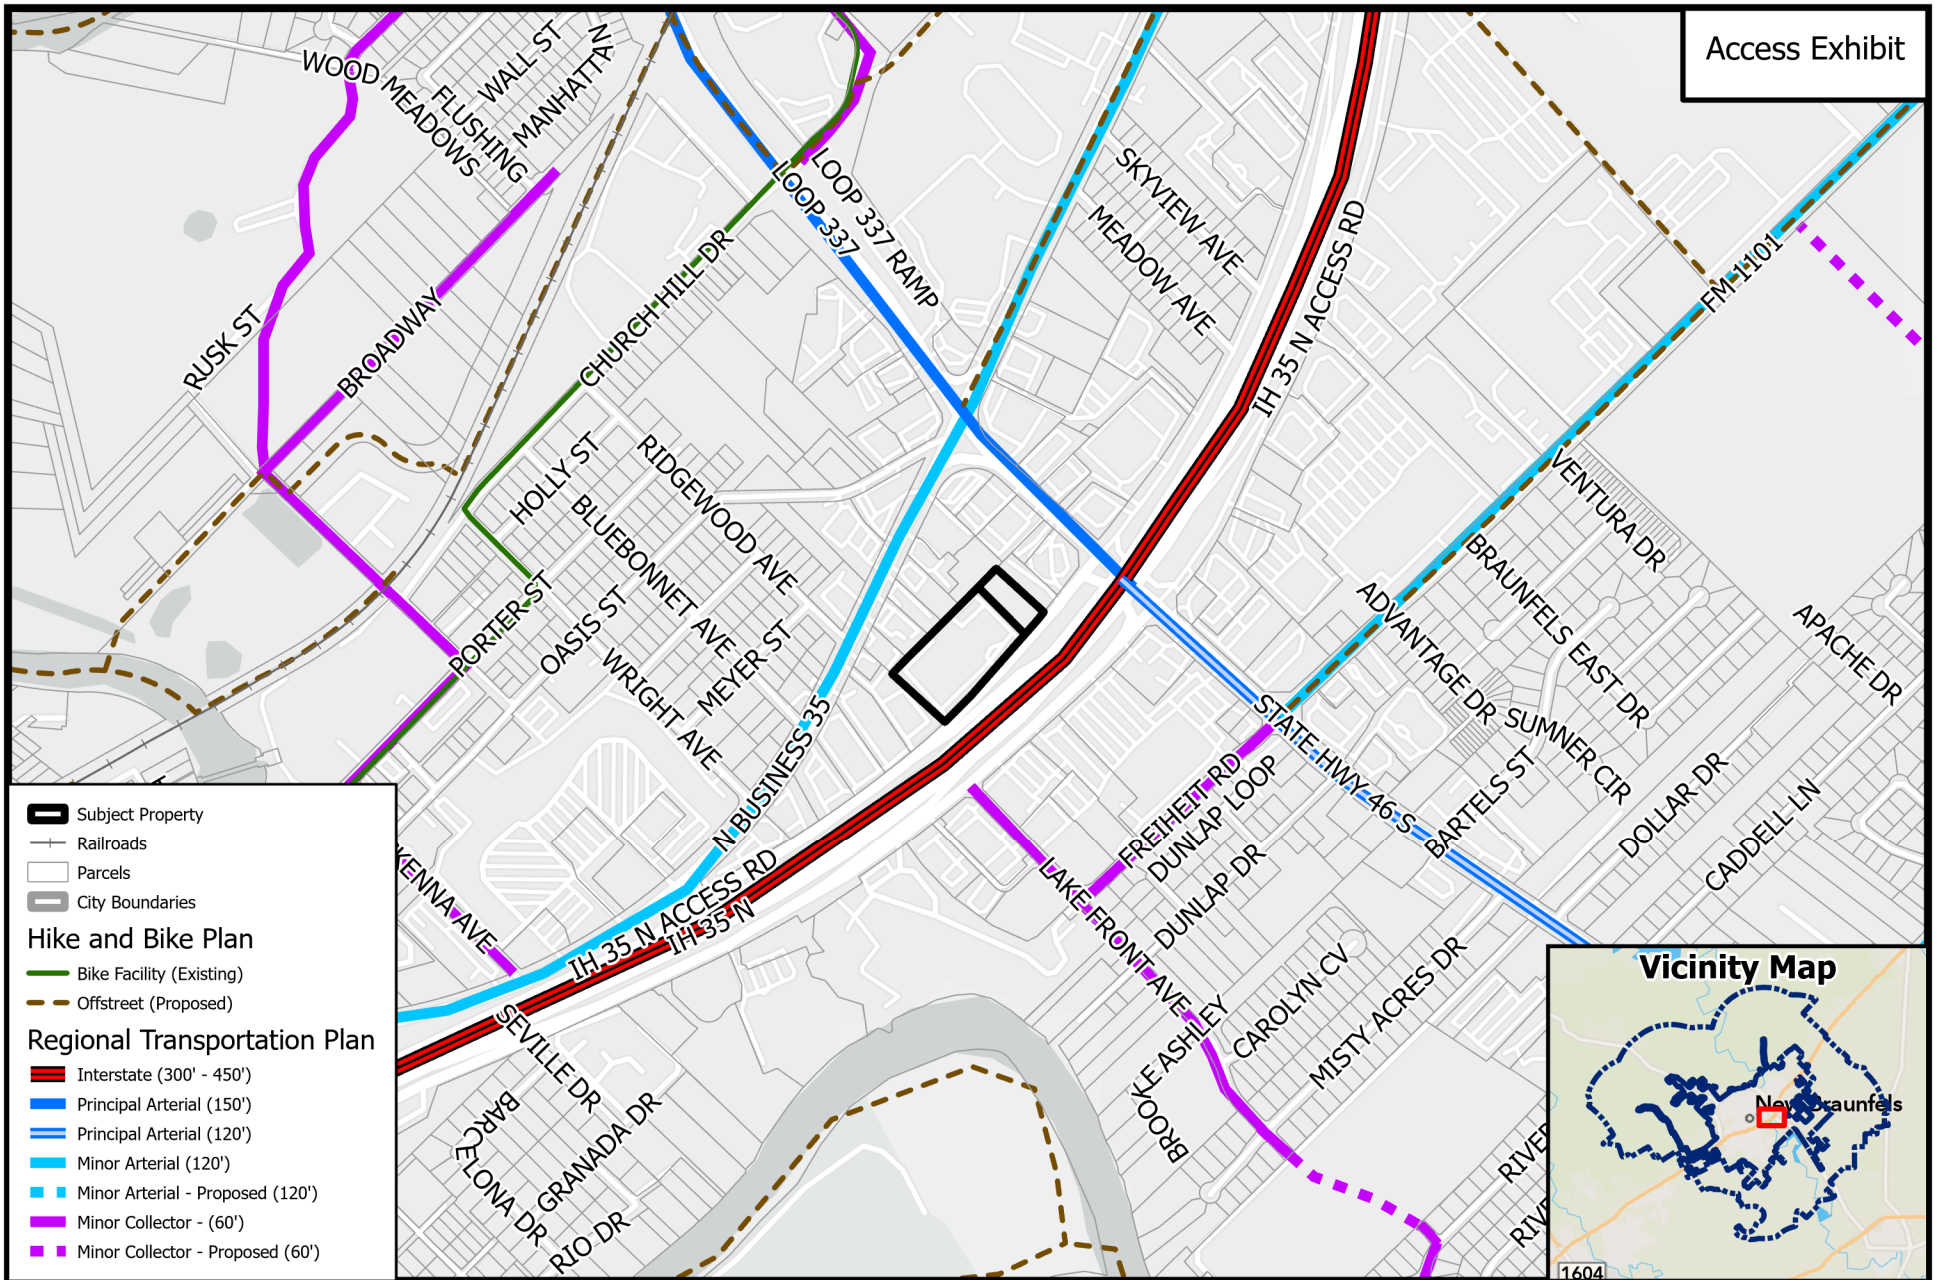 Access Exhibit
WOOD MEADOWS
WALL ST
FLUSHING
MANHATTAN
LOOP 337 RAMP
LOOP 337
SKYVIEW AVE
MEADOW AVE
IH 35 N ACCESS RD
FM 1101
CHURCH HILL DR
RUSK ST
BROADWAY
HOLLY ST
RIDGEWOOD AVE
BLUEBONNET AVE
PORTER ST
OASIS ST
WRIGHT AVE
MEYER ST
VENTURA DR
BRAUNFELS EAST DR
ADVANTAGE DR
APACHE DR
SUMNER CIR
STATE HWY 46 S
BARTELS ST
DOLLAR DR
CADDELL LN
N BUSINESS 35
FREIHEIT RD
DUNLAP LOOP
DUNLAP DR
LAKE FRONT AVE
IH 35 N ACCESS RD
IH 35 N
KENNA AVE
SEVILLE DR
BARCELONA DR
GRANADA DR
RIO DR
BROOKE ASHLEY
CAROLYN CV
MISTY ACRES DR
RIVER
RIVE
Subject Property
Railroads
Parcels
City Boundaries
Hike and Bike Plan
Bike Facility (Existing)
Offstreet (Proposed)
Regional Transportation Plan
Interstate (300' - 450')
Principal Arterial (150')
Principal Arterial (120')
Minor Arterial (120')
Minor Arterial - Proposed (120')
Minor Collector - (60')
Minor Collector - Proposed (60')
Vicinity Map
New Braunfels
1604